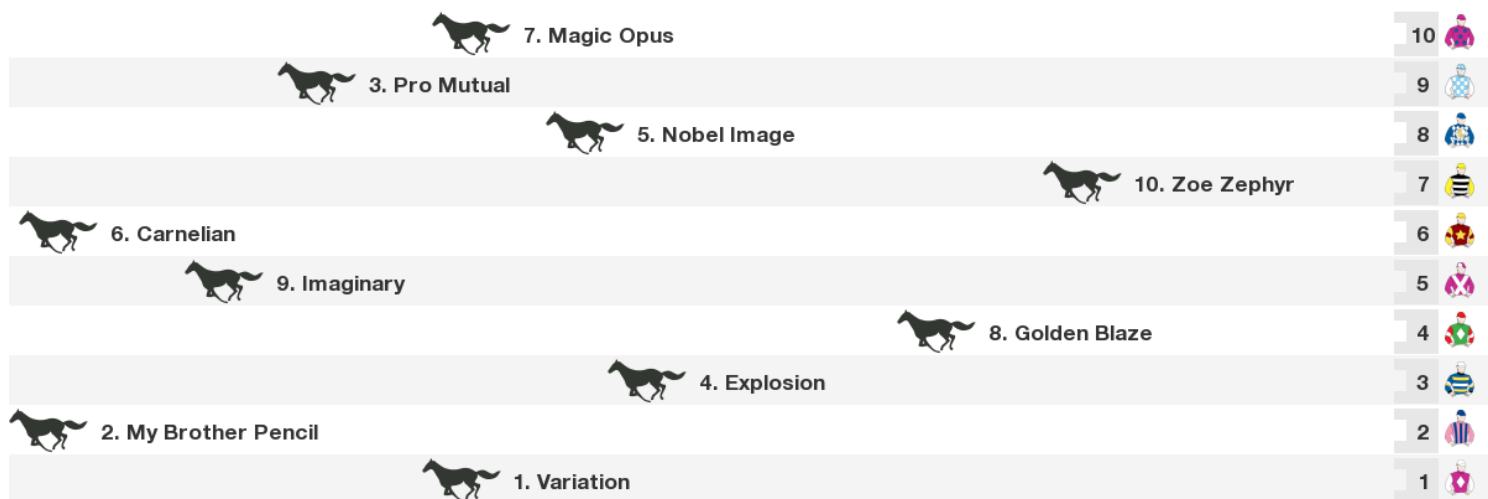 7. Magic Opus 10
3. Pro Mutual 9
5. Nobel Image 8
10. Zoe Zephyr 7
6. Carnelian 6
9. Imaginary 5
8. Golden Blaze 4
4. Explosion 3
2. My Brother Pencil 2
1. Variation 1